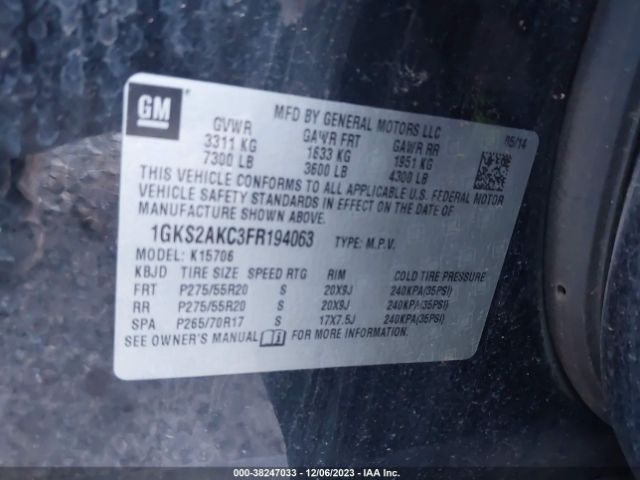 GM
MFD BY GENERAL MOTORS LLC
GVWR GAWR FRT GAWR RR 05/14
3311 KG 1633 KG 1951 KG
7300 LB 3600 LB 4300 LB
THIS VEHICLE CONFORMS TO ALL APPLICABLE U.S. FEDERAL MOTOR
VEHICLE SAFETY STANDARDS IN EFFECT ON THE DATE OF
MANUFACTURE SHOWN ABOVE.
1GKS2AKC3FR194063 TYPE: M.P.V.
MODEL: K15706
KBJD TIRE SIZE SPEED RTG RIM COLD TIRE PRESSURE
FRT P275/55R20 S 20X9J 240KPA(35PSI)
RR P275/55R20 S 20X9J 240KPA(35PSI)
SPA P265/70R17 S 17X7.5J 240KPA(35PSI)
SEE OWNER'S MANUAL FOR MORE INFORMATION.
000-38247033 - 12/06/2023 - IAA Inc.